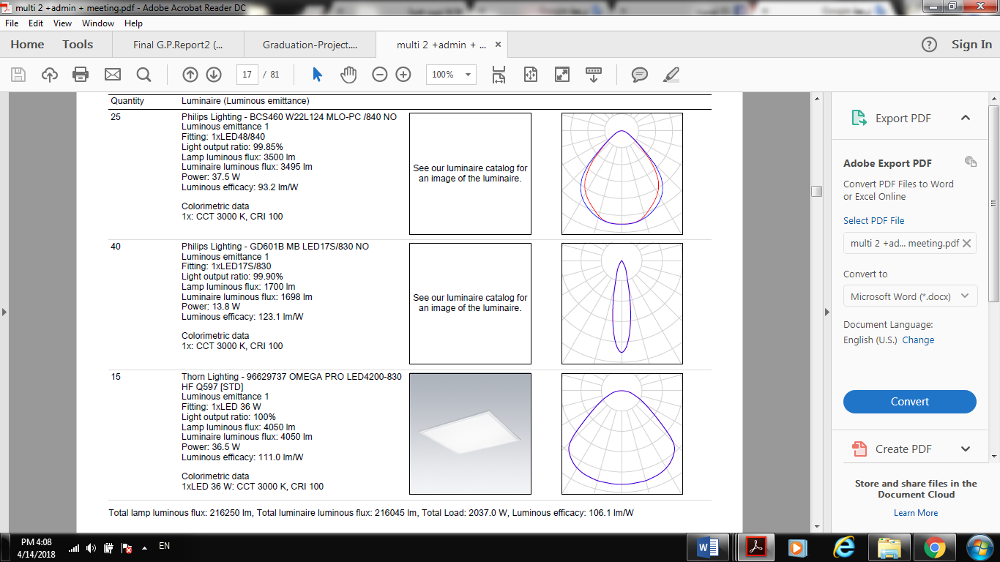 multi 2 +admin + meeting.pdf - Adobe Acrobat Reader DC
File Edit View Window Help
Home Tools Final G.P.Report2 (... Graduation-Project.... multi 2 +admin + ... × ? Sign In
17 / 81 100%
Quantity Luminaire (Luminous emittance)
25 Philips Lighting - BCS460 W22L124 MLO-PC /840 NO
Luminous emittance 1
Fitting: 1xLED48/840
Light output ratio: 99.85%
Lamp luminous flux: 3500 lm
Luminaire luminous flux: 3495 lm
Power: 37.5 W
Luminous efficacy: 93.2 lm/W
Colorimetric data
1x: CCT 3000 K, CRI 100
See our luminaire catalog for
an image of the luminaire.
40 Philips Lighting - GD601B MB LED17S/830 NO
Luminous emittance 1
Fitting: 1xLED17S/830
Light output ratio: 99.90%
Lamp luminous flux: 1700 lm
Luminaire luminous flux: 1698 lm
Power: 13.8 W
Luminous efficacy: 123.1 lm/W
Colorimetric data
1x: CCT 3000 K, CRI 100
See our luminaire catalog for
an image of the luminaire.
15 Thorn Lighting - 96629737 OMEGA PRO LED4200-830
HF Q597 [STD]
Luminous emittance 1
Fitting: 1xLED 36 W
Light output ratio: 100%
Lamp luminous flux: 4050 lm
Luminaire luminous flux: 4050 lm
Power: 36.5 W
Luminous efficacy: 111.0 lm/W
Colorimetric data
1xLED 36 W: CCT 3000 K, CRI 100
Total lamp luminous flux: 216250 lm, Total luminaire luminous flux: 216045 lm, Total Load: 2037.0 W, Luminous efficacy: 106.1 lm/W
Export PDF
Adobe Export PDF
Convert PDF Files to Word
or Excel Online
Select PDF File
multi 2 +ad... meeting.pdf
Convert to
Microsoft Word (*.docx)
Document Language:
English (U.S.) Change
Convert
Create PDF
Store and share files in the
Document Cloud
Learn More
PM 4:08
4/14/2018
EN